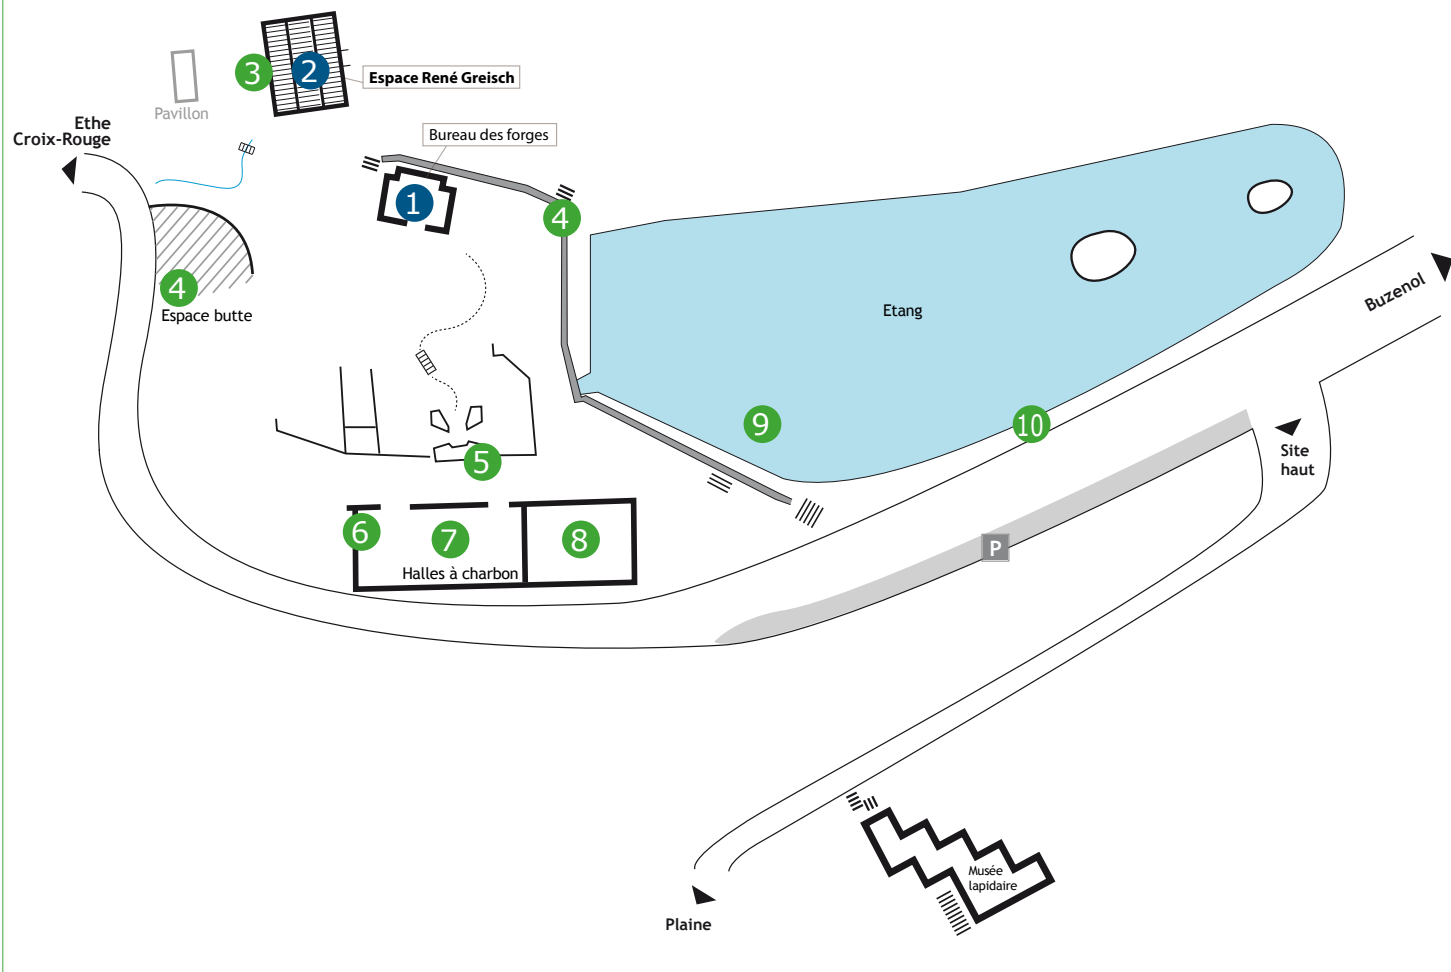 3
2
Espace René Greisch
Pavillon
Ethe
Croix-Rouge
Bureau des forges
1
4
4
Espace butte
Etang
Buzenol
9
10
Site
haut
5
6
7
8
Halles à charbon
P
Musée
lapidaire
Plaine